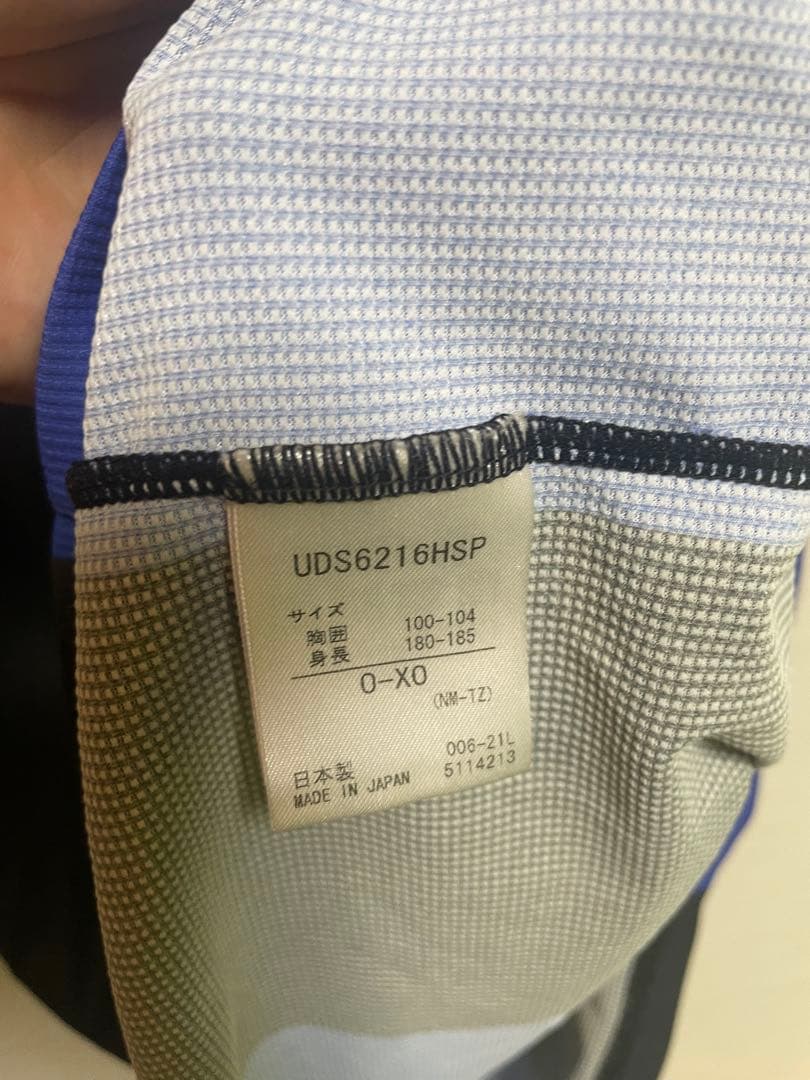 UDS6216HSP
サイズ
胸囲 100-104
身長 180-185
O-XO
(NM-TZ)
006-21L
日本製 5114213
MADE IN JAPAN